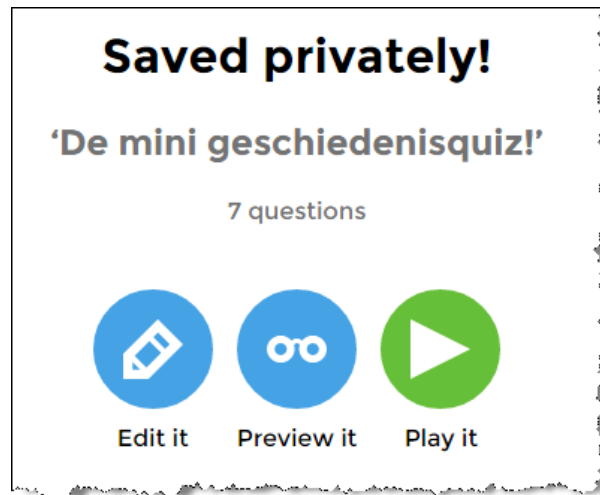 Saved privately!
‘De mini geschiedenisquiz!’
7 questions
Edit it Preview it Play it